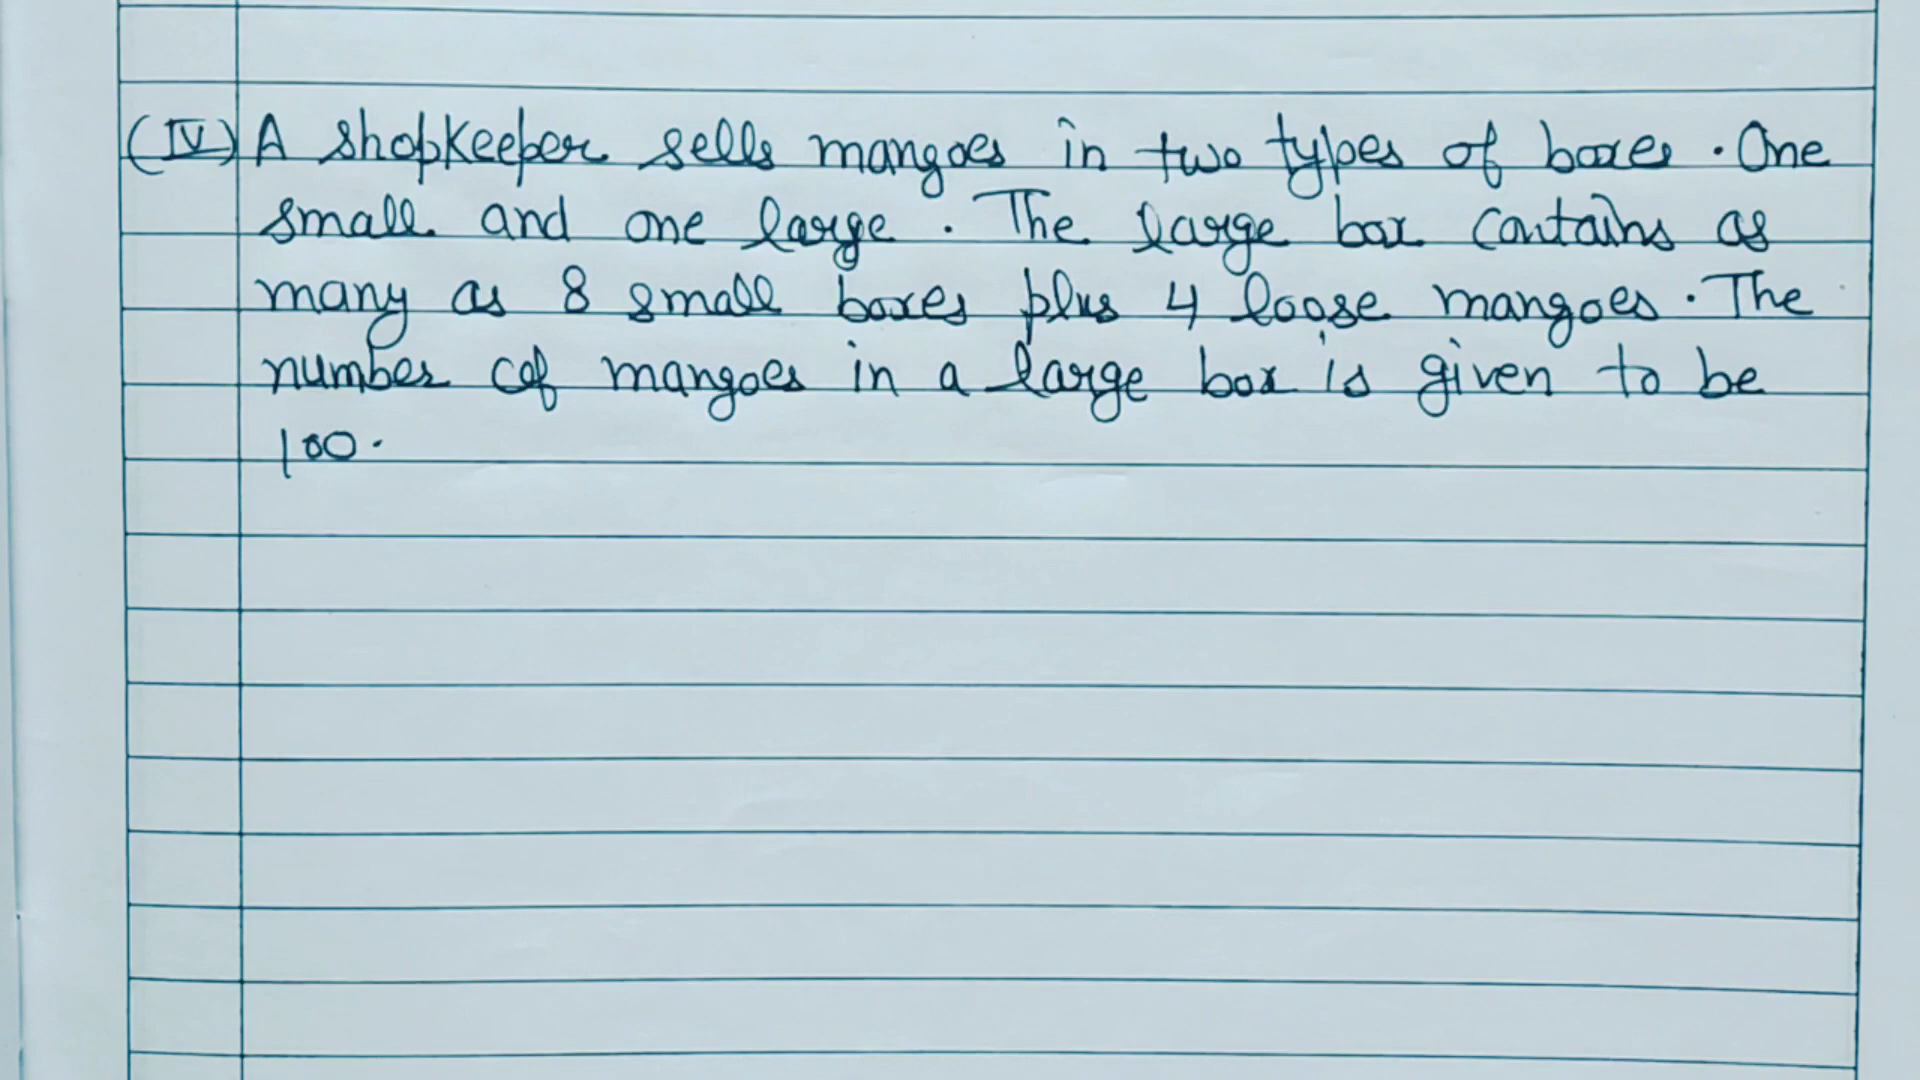 (IV) A shopkeeper sells mangoes in two types of boxes. One
small and one large. The large box contains as
many as 8 small boxes plus 4 loose mangoes. The
number of mangoes in a large box is given to be
100.